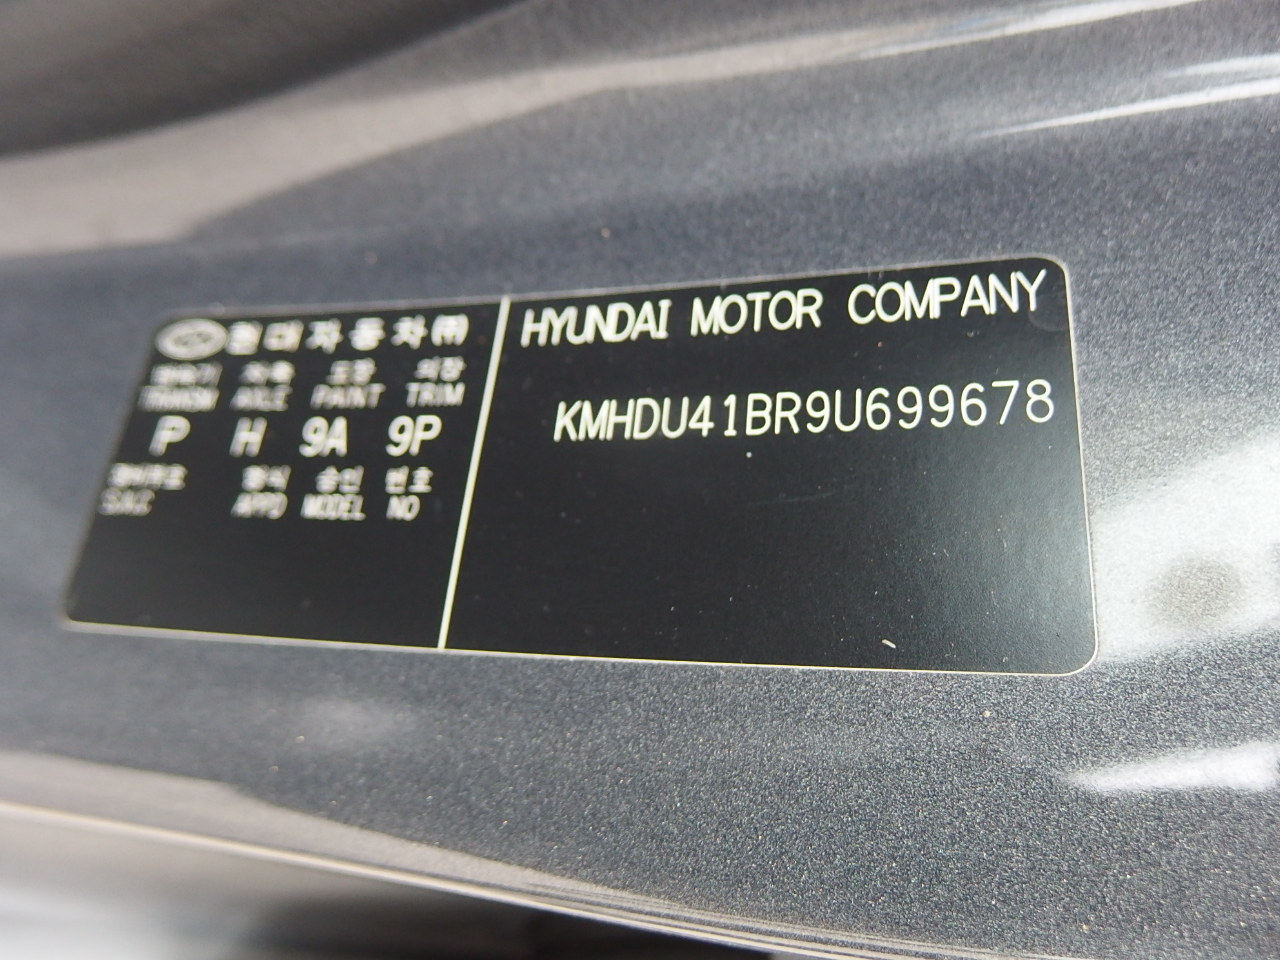 현대자동차(주)
변속기 차축 도장 의장
TRANSM AXLE PAINT TRIM
P H 9A 9P
형식 승인 번호
APPD MODEL NO
HYUNDAI MOTOR COMPANY
KMHDU41BR9U699678